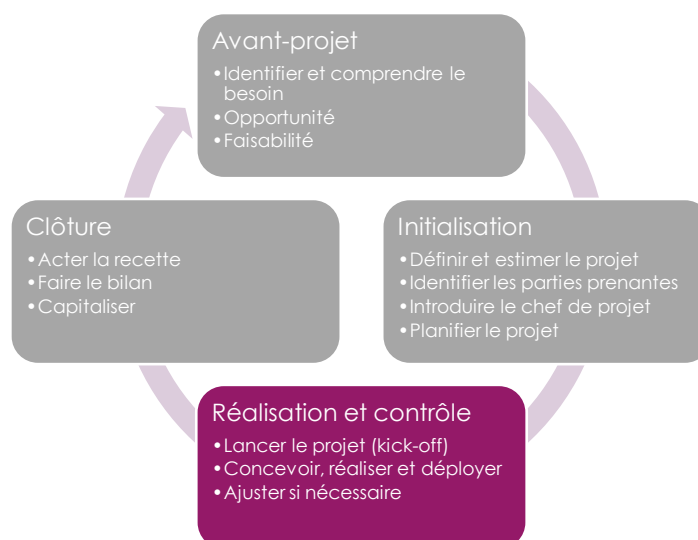 Avant-projet
•Identifier et comprendre le
besoin
•Opportunité
•Faisabilité
Clôture
•Acter la recette
•Faire le bilan
•Capitaliser
Initialisation
•Définir et estimer le projet
•Identifier les parties prenantes
•Introduire le chef de projet
•Planifier le projet
Réalisation et contrôle
•Lancer le projet (kick-off)
•Concevoir, réaliser et déployer
•Ajuster si nécessaire